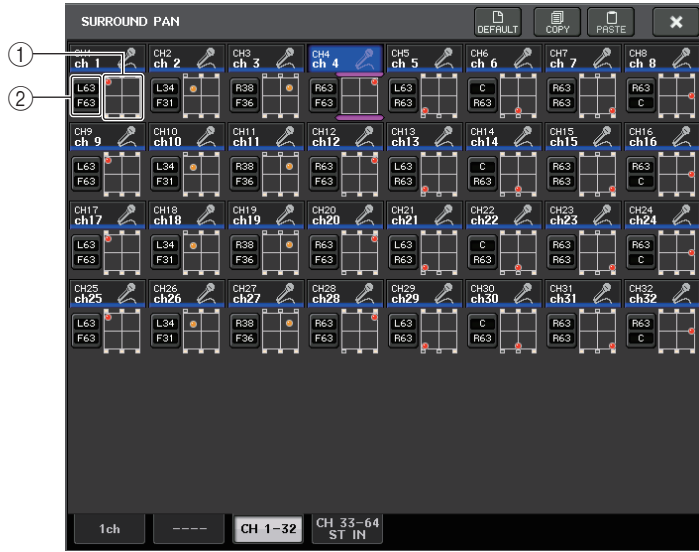 SURROUND PAN
DEFAULT COPY PASTE
①
②
CH1 CH2 CH3 CH4 CH5 CH6 CH7 CH8
ch 1 ch 2 ch 3 ch 4 ch 5 ch 6 ch 7 ch 8
L63 L34 R38 R63 L63 C R63 R63
F63 F31 F36 F63 R63 R63 R63 C
CH9 CH10 CH11 CH12 CH13 CH14 CH15 CH16
ch 9 ch10 ch11 ch12 ch13 ch14 ch15 ch16
L63 L34 R38 R63 L63 C R63 R63
F63 F31 F36 F63 R63 R63 R63 C
CH17 CH18 CH19 CH20 CH21 CH22 CH23 CH24
ch17 ch18 ch19 ch20 ch21 ch22 ch23 ch24
L63 L34 R38 R63 L63 C R63 R63
F63 F31 F36 F63 R63 R63 R63 C
CH25 CH26 CH27 CH28 CH29 CH30 CH31 CH32
ch25 ch26 ch27 ch28 ch29 ch30 ch31 ch32
L63 L34 R38 R63 L63 C R63 R63
F63 F31 F36 F63 R63 R63 R63 C
1ch ---- CH 1-32 CH 33-64
ST IN